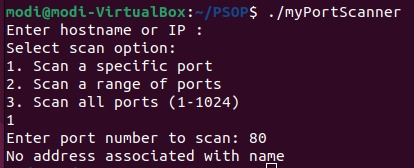 modi@modi-VirtualBox:~/PSOP$ ./myPortScanner
Enter hostname or IP :
Select scan option:
1. Scan a specific port
2. Scan a range of ports
3. Scan all ports (1-1024)
1
Enter port number to scan: 80
No address associated with name